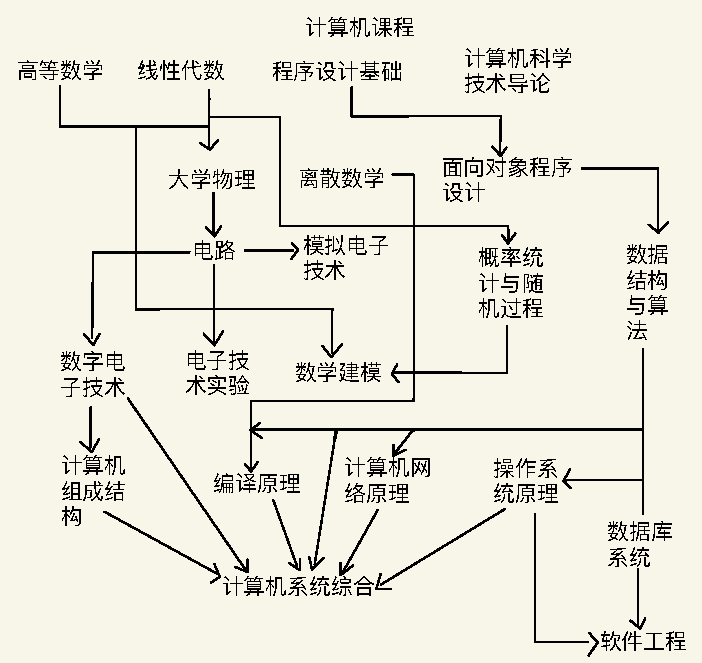 计算机课程
高等数学
线性代数
程序设计基础
计算机科学
技术导论
大学物理
离散数学
面向对象程序
设计
电路
模拟电子
技术
概率统
计与随
机过程
数据
结构
与算
法
数字电
子技术
电子技
术实验
数学建模
计算机
组成结
构
编译原理
计算机网
络原理
操作系
统原理
数据库
系统
计算机系统综合
软件工程